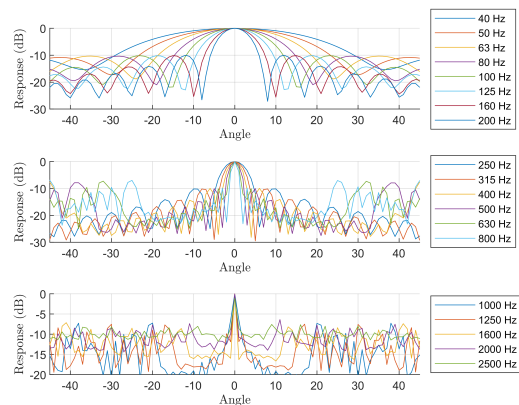 0
-10
-20
-30
Response (dB)
-40 -30 -20 -10 0 10 20 30 40
Angle
40 Hz
50 Hz
63 Hz
80 Hz
100 Hz
125 Hz
160 Hz
200 Hz
0
-10
-20
-30
Response (dB)
-40 -30 -20 -10 0 10 20 30 40
Angle
250 Hz
315 Hz
400 Hz
500 Hz
630 Hz
800 Hz
0
-5
-10
-15
-20
Response (dB)
-40 -30 -20 -10 0 10 20 30 40
Angle
1000 Hz
1250 Hz
1600 Hz
2000 Hz
2500 Hz